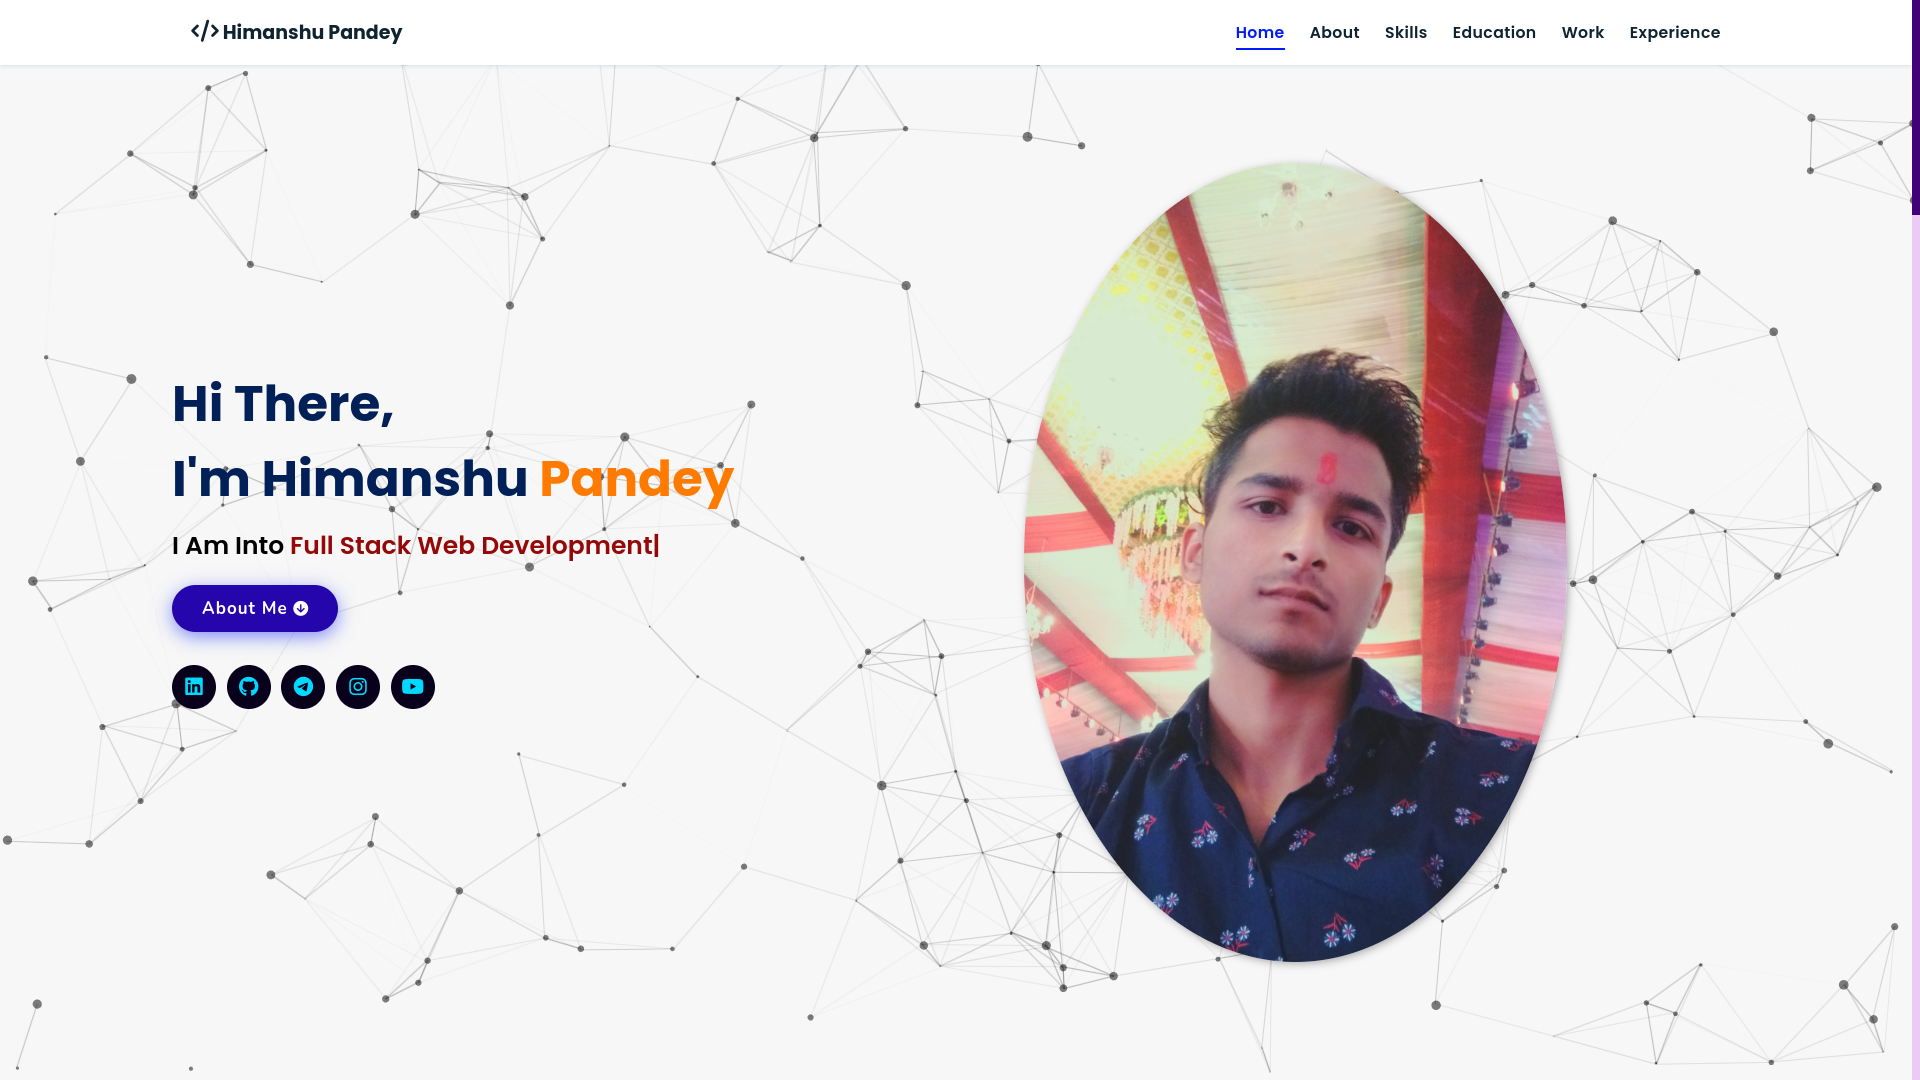 Himanshu Pandey
Home About Skills Education Work Experience
Hi There,
I'm Himanshu Pandey
I Am Into Full Stack Web Development|
About Me